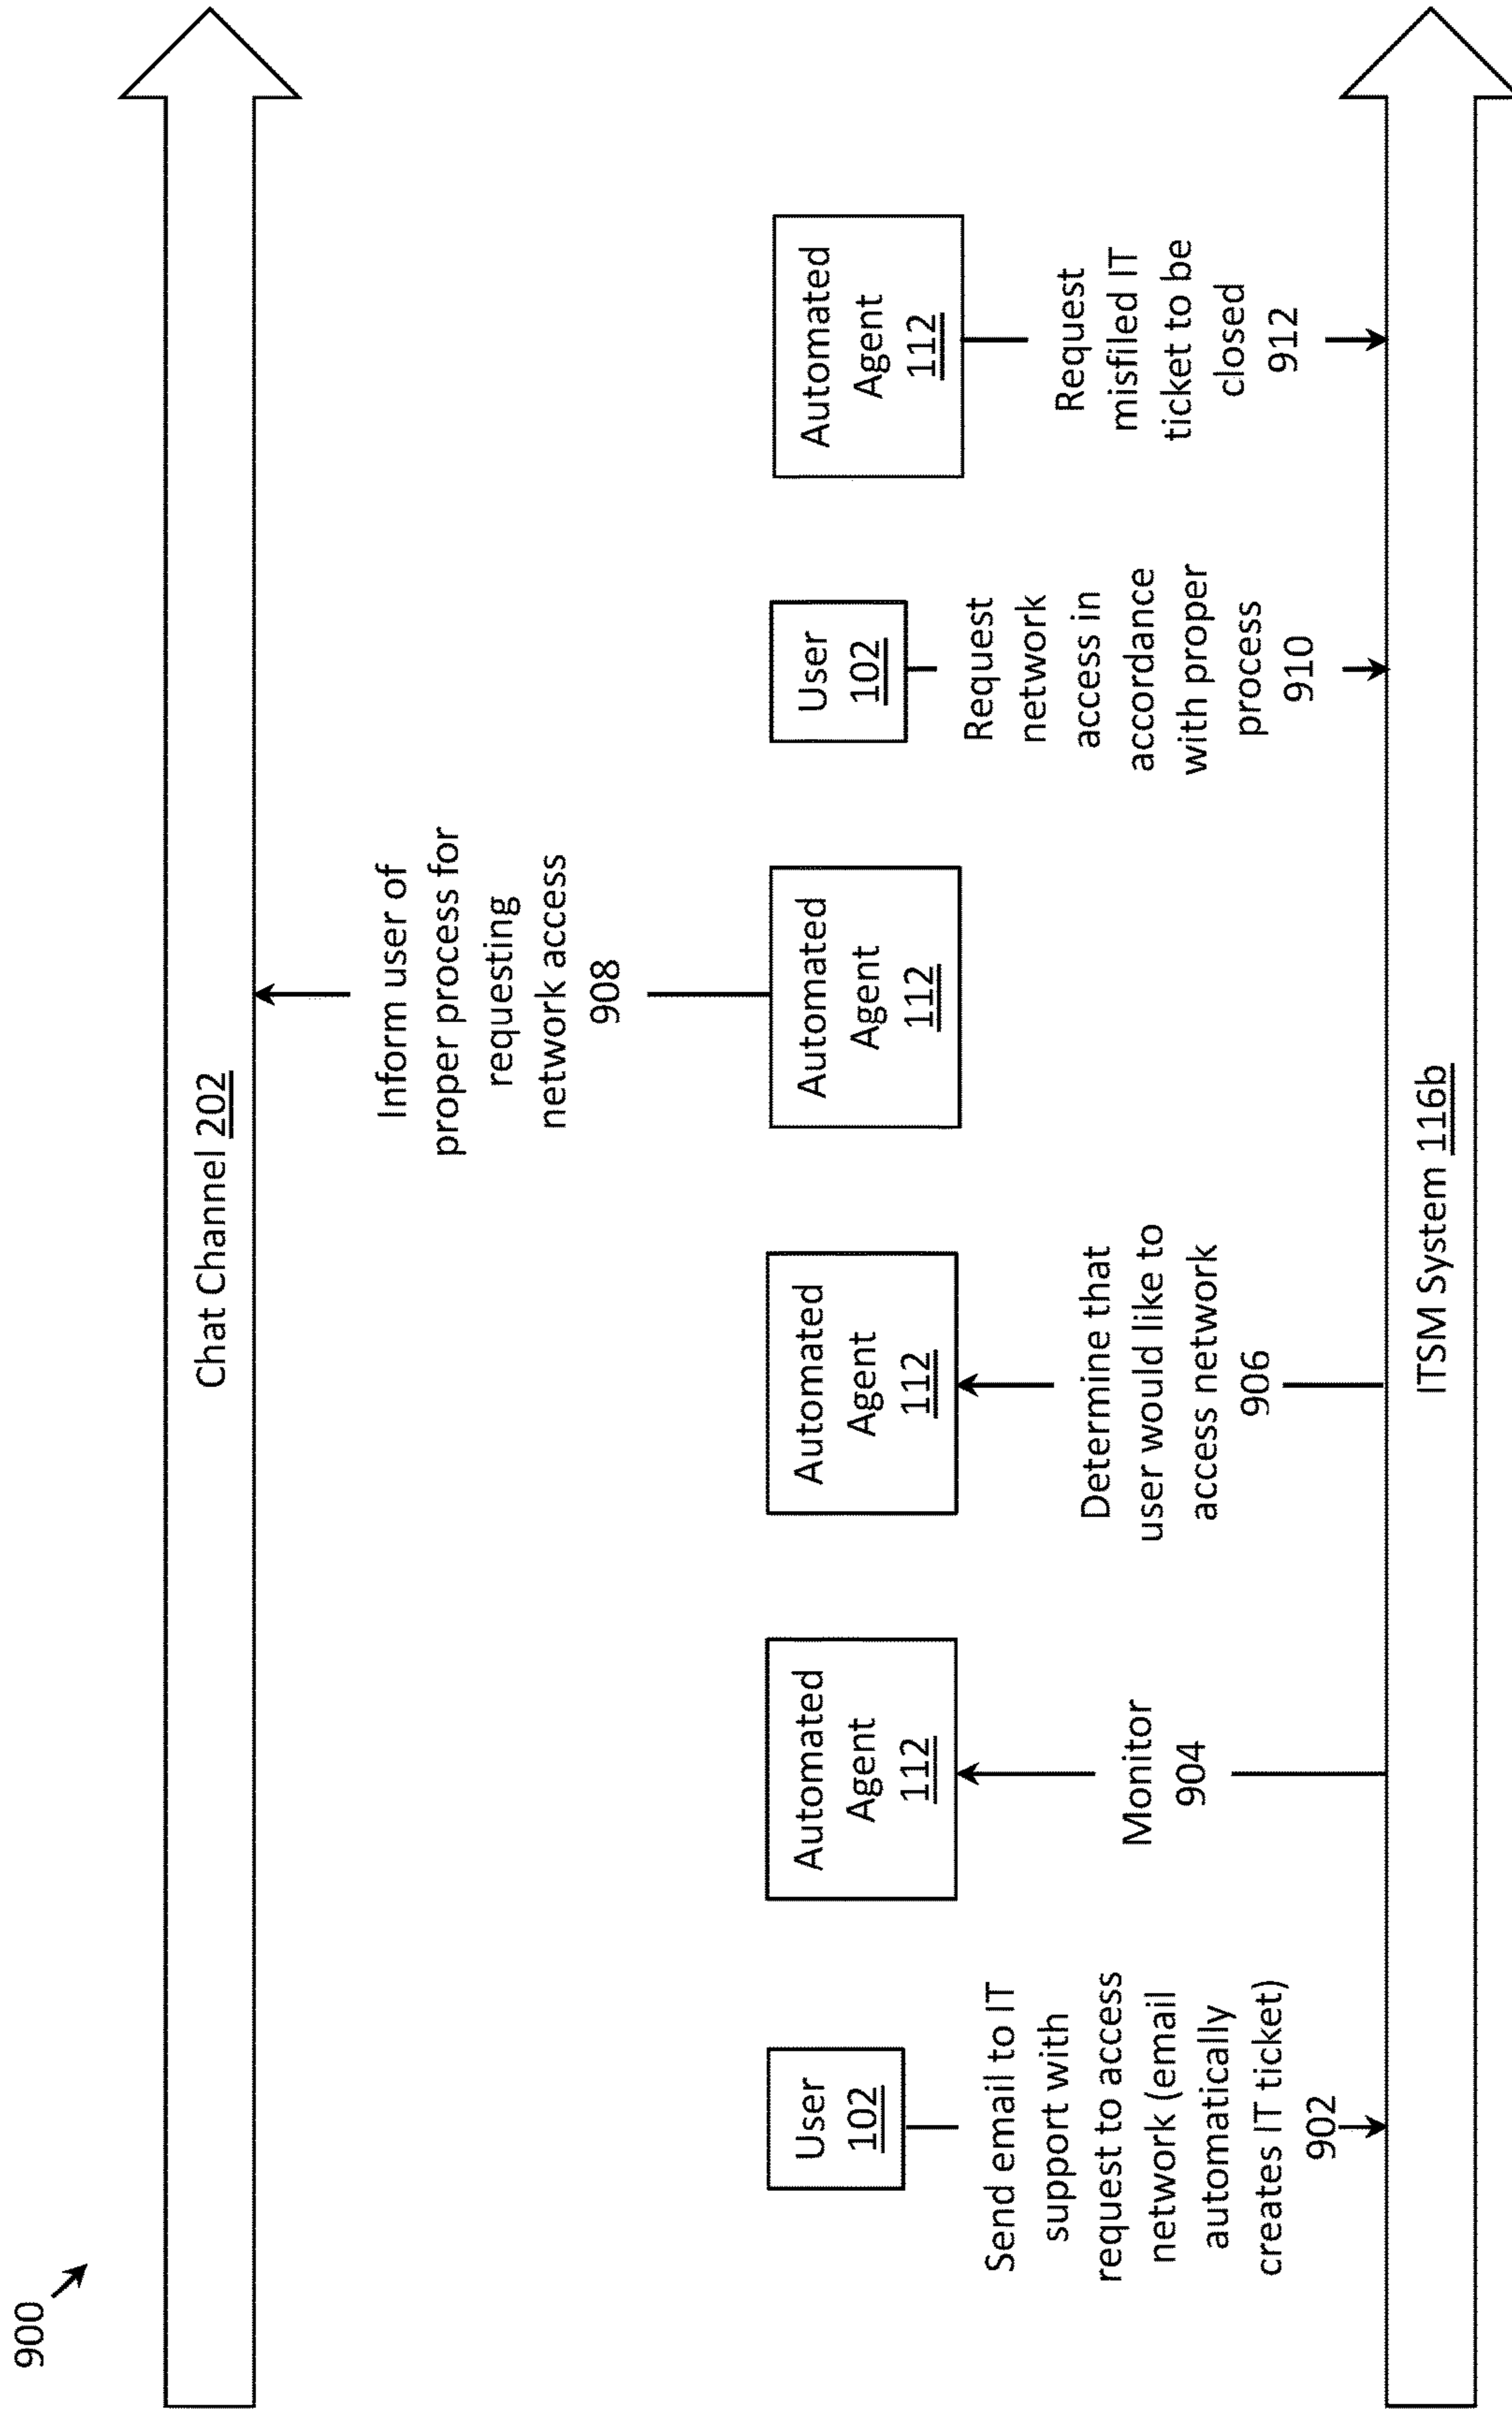 900
Chat Channel 202
Inform user of
proper process for
requesting
network access
908
User
102
Send email to IT
support with
request to access
network (email
automatically
creates IT ticket)
902
Automated
Agent
112
Monitor
904
Automated
Agent
112
Determine that
user would like to
access network
906
Automated
Agent
112
User
102
Request
network
access in
accordance
with proper
process
910
Automated
Agent
112
Request
misfiled IT
ticket to be
closed
912
ITSM System 116b